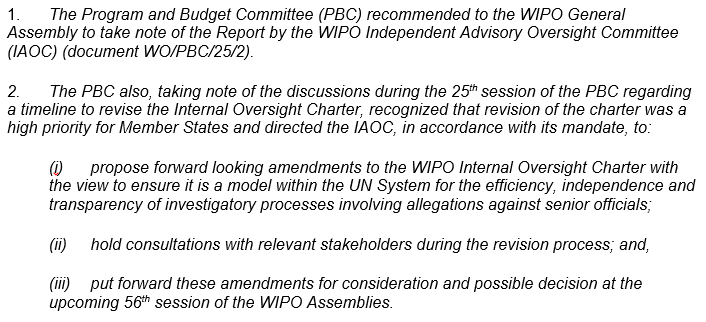 1. The Program and Budget Committee (PBC) recommended to the WIPO General
Assembly to take note of the Report by the WIPO Independent Advisory Oversight Committee
(IAOC) (document WO/PBC/25/2).
2. The PBC also, taking note of the discussions during the 25th session of the PBC regarding
a timeline to revise the Internal Oversight Charter, recognized that revision of the charter was a
high priority for Member States and directed the IAOC, in accordance with its mandate, to:
(i) propose forward looking amendments to the WIPO Internal Oversight Charter with
the view to ensure it is a model within the UN System for the efficiency, independence and
transparency of investigatory processes involving allegations against senior officials;
(ii) hold consultations with relevant stakeholders during the revision process; and,
(iii) put forward these amendments for consideration and possible decision at the
upcoming 56th session of the WIPO Assemblies.